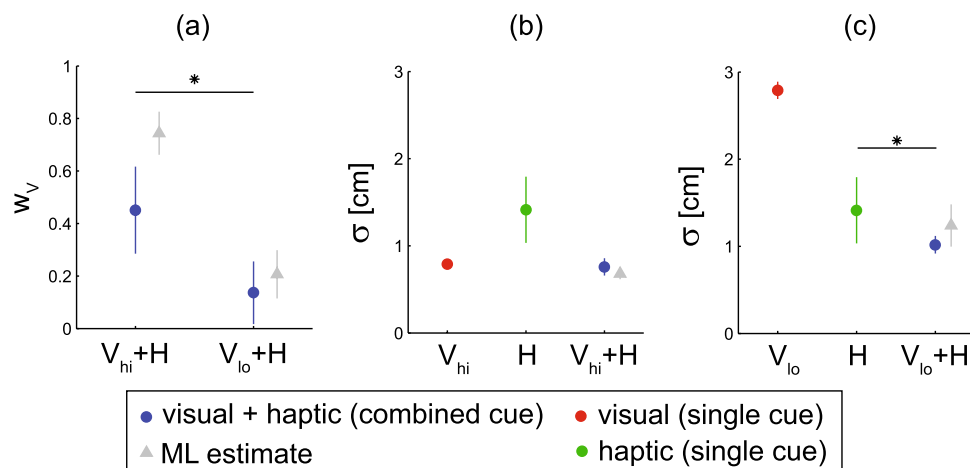 (a) (b) (c)
1
0.8
0.6
0.4
0.2
0
w_V
V_hi+H V_lo+H
3
2
1
0
σ [cm]
V_hi H V_hi+H
3
2
1
0
σ [cm]
V_lo H V_lo+H
*
*
visual + haptic (combined cue) visual (single cue)
ML estimate haptic (single cue)